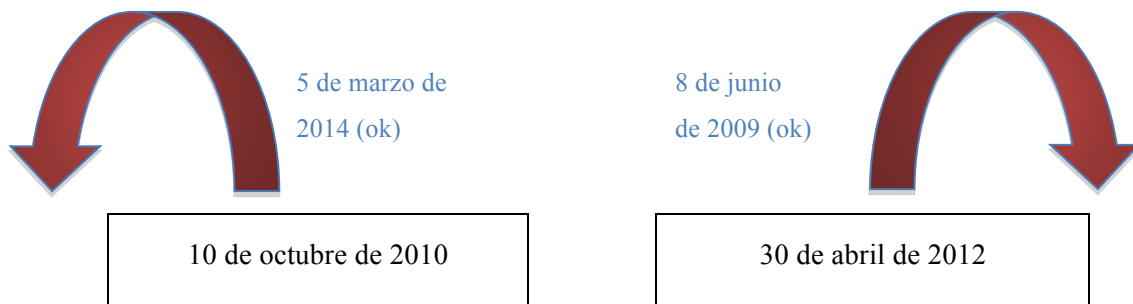 5 de marzo de
2014 (ok)
8 de junio
de 2009 (ok)
10 de octubre de 2010
30 de abril de 2012